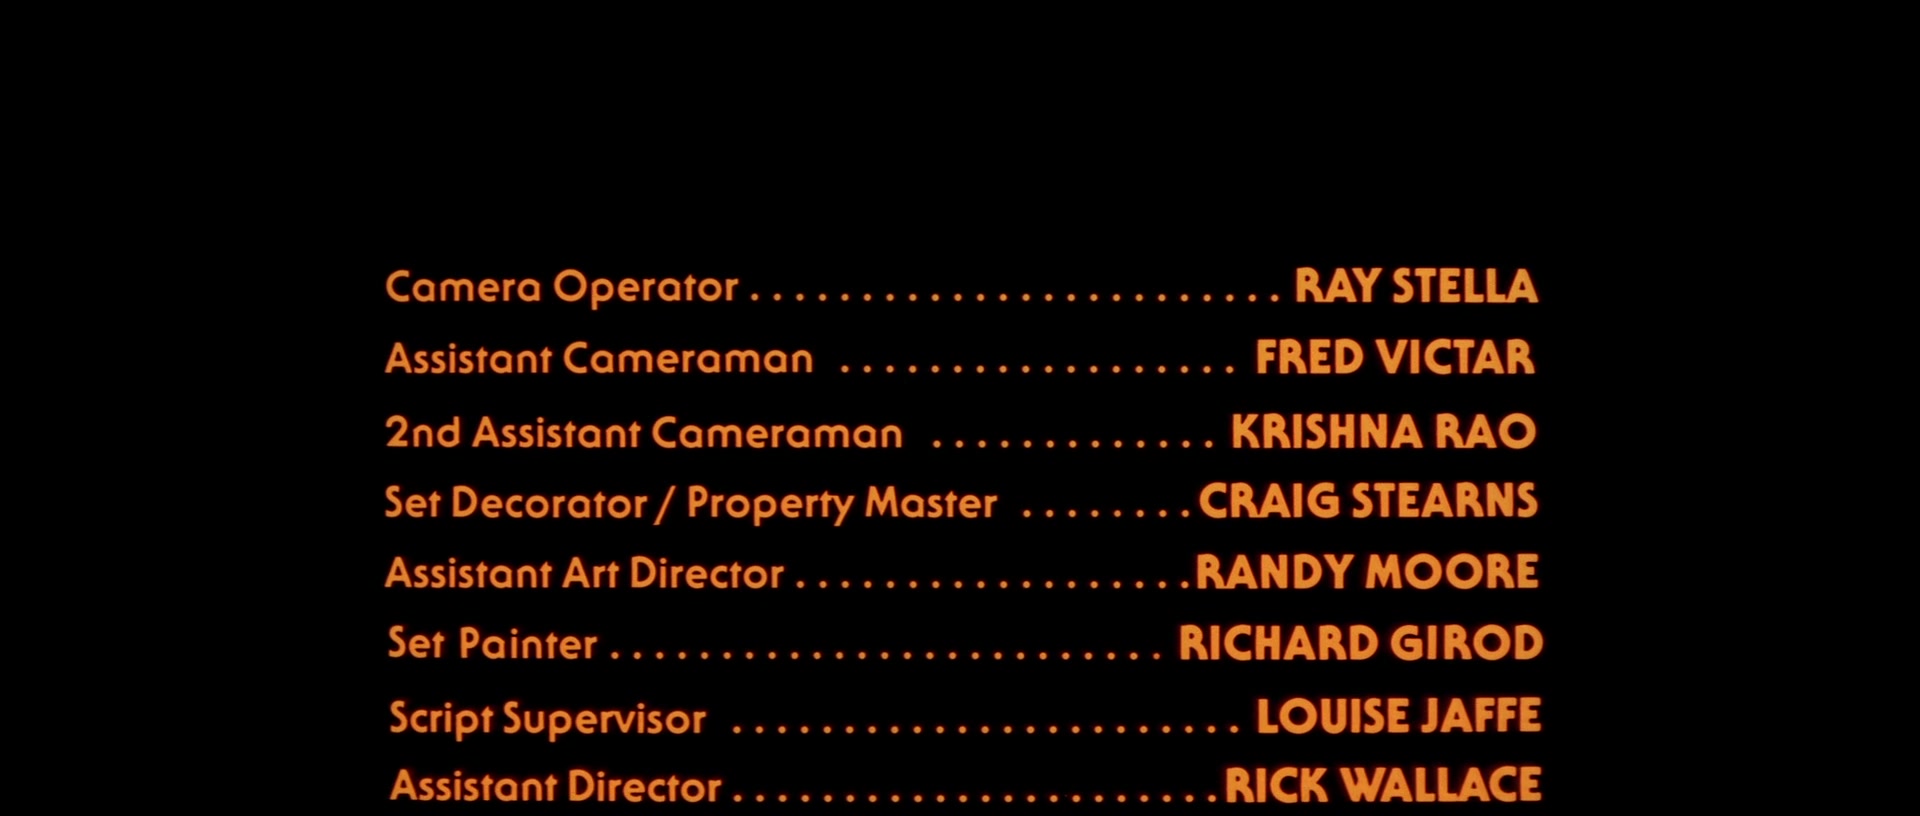 Camera Operator ........................ RAY STELLA
Assistant Cameraman .................. FRED VICTAR
2nd Assistant Cameraman ............. KRISHNA RAO
Set Decorator / Property Master ........ CRAIG STEARNS
Assistant Art Director .................. RANDY MOORE
Set Painter ......................... RICHARD GIROD
Script Supervisor ....................... LOUISE JAFFE
Assistant Director ...................... RICK WALLACE